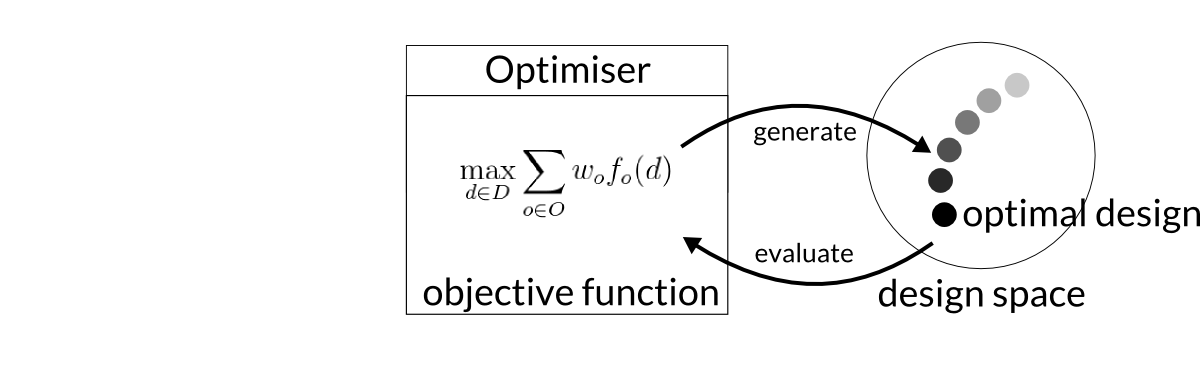 Optimiser
generate
max d∈D ∑ o∈O w_o f_o(d)
optimal design
evaluate
objective function
design space